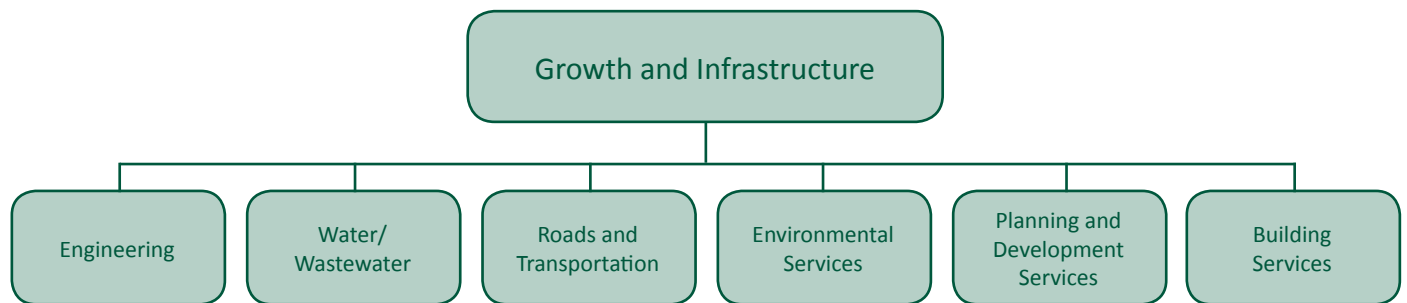 Growth and Infrastructure
Engineering
Water/
Wastewater
Roads and
Transportation
Environmental
Services
Planning and
Development
Services
Building
Services